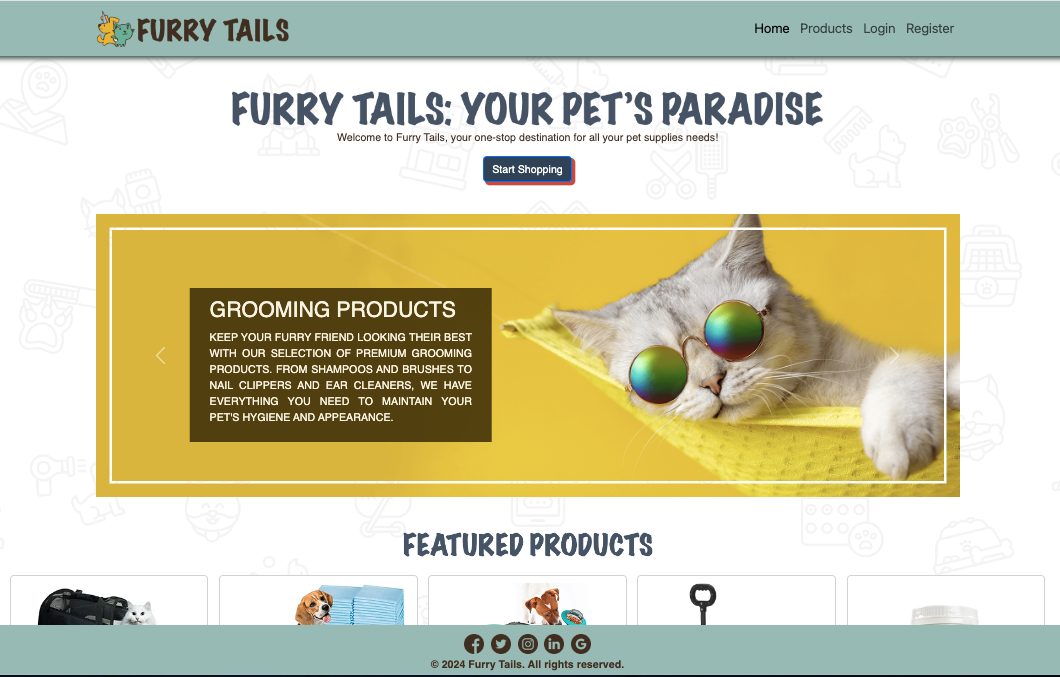 FURRY TAILS
Home Products Login Register
FURRY TAILS: YOUR PET'S PARADISE
Welcome to Furry Tails, your one-stop destination for all your pet supplies needs!
Start Shopping
GROOMING PRODUCTS
KEEP YOUR FURRY FRIEND LOOKING THEIR BEST
WITH OUR SELECTION OF PREMIUM GROOMING
PRODUCTS. FROM SHAMPOOS AND BRUSHES TO
NAIL CLIPPERS AND EAR CLEANERS, WE HAVE
EVERYTHING YOU NEED TO MAINTAIN YOUR
PET'S HYGIENE AND APPEARANCE.
FEATURED PRODUCTS
© 2024 Furry Tails. All rights reserved.